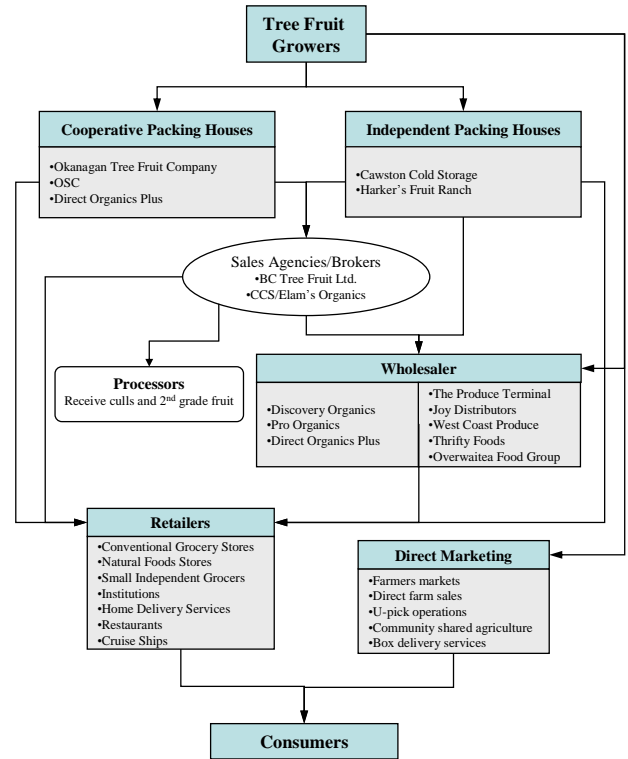 Tree Fruit
Growers
Cooperative Packing Houses
•Okanagan Tree Fruit Company
•OSC
•Direct Organics Plus
Independent Packing Houses
•Cawston Cold Storage
•Harker's Fruit Ranch
Sales Agencies/Brokers
•BC Tree Fruit Ltd.
•CCS/Elam's Organics
Processors
Receive culls and 2nd grade fruit
Wholesaler
•Discovery Organics
•Pro Organics
•Direct Organics Plus
•The Produce Terminal
•Joy Distributors
•West Coast Produce
•Thrifty Foods
•Overwaitea Food Group
Retailers
•Conventional Grocery Stores
•Natural Foods Stores
•Small Independent Grocers
•Institutions
•Home Delivery Services
•Restaurants
•Cruise Ships
Direct Marketing
•Farmers markets
•Direct farm sales
•U-pick operations
•Community shared agriculture
•Box delivery services
Consumers